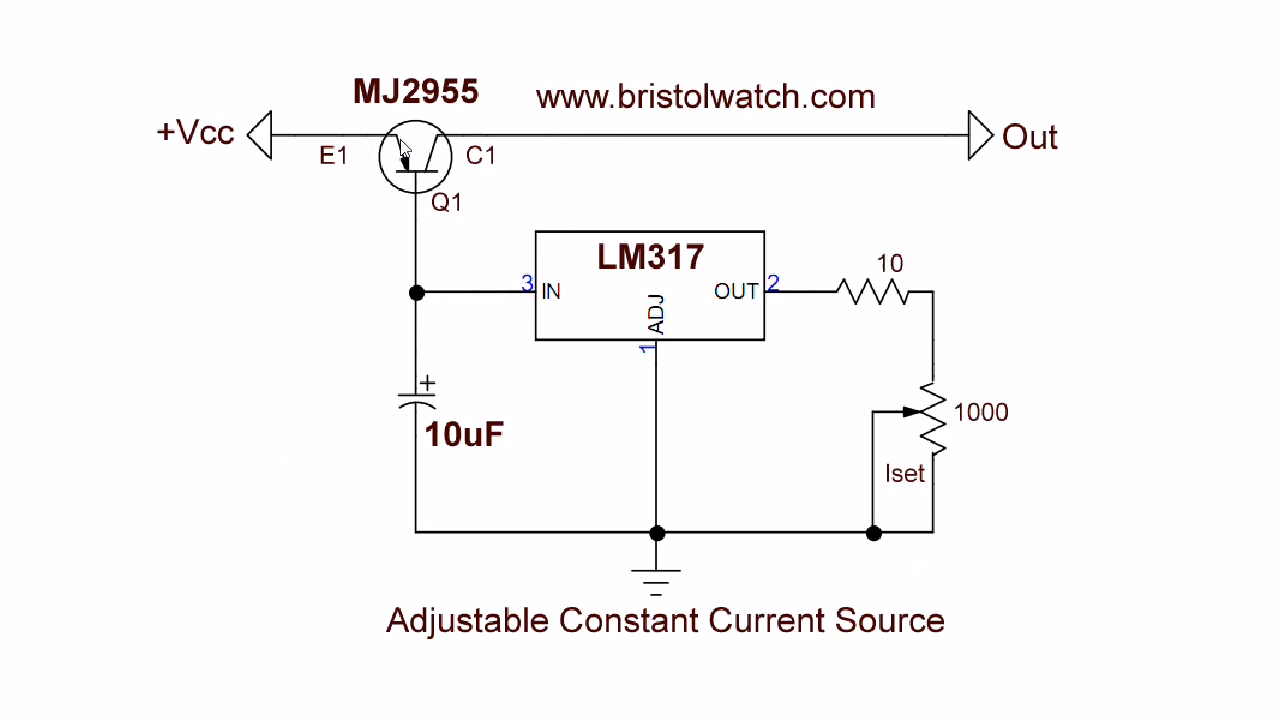 MJ2955
www.bristolwatch.com
+Vcc
Out
E1
C1
Q1
LM317
3
IN
OUT
2
10
ADJ
1
+
10uF
1000
Iset
Adjustable Constant Current Source